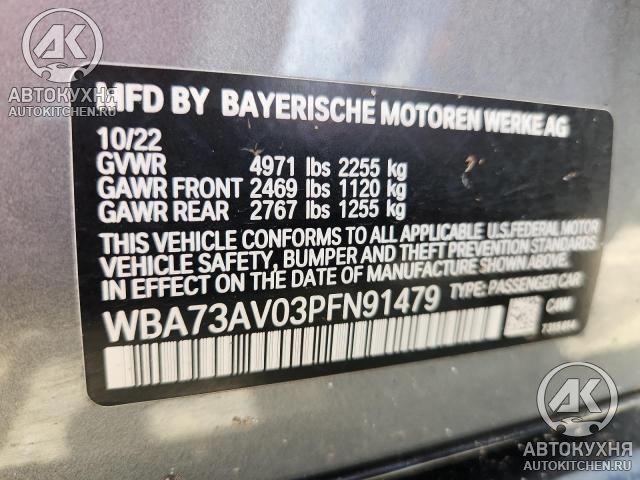 AK
АВТОКУХНЯ
AUTOKITCHEN.RU
MFD BY BAYERISCHE MOTOREN WERKE AG
10/22
GVWR 4971 lbs 2255 kg
GAWR FRONT 2469 lbs 1120 kg
GAWR REAR 2767 lbs 1255 kg
THIS VEHICLE CONFORMS TO ALL APPLICABLE U.S. FEDERAL MOTOR
VEHICLE SAFETY, BUMPER AND THEFT PREVENTION STANDARDS
IN EFFECT ON THE DATE OF MANUFACTURE SHOWN ABOVE.
WBA73AV03PFN91479 TYPE: PASSENGER CAR
AK
АВТОКУХНЯ
AUTOKITCHEN.RU